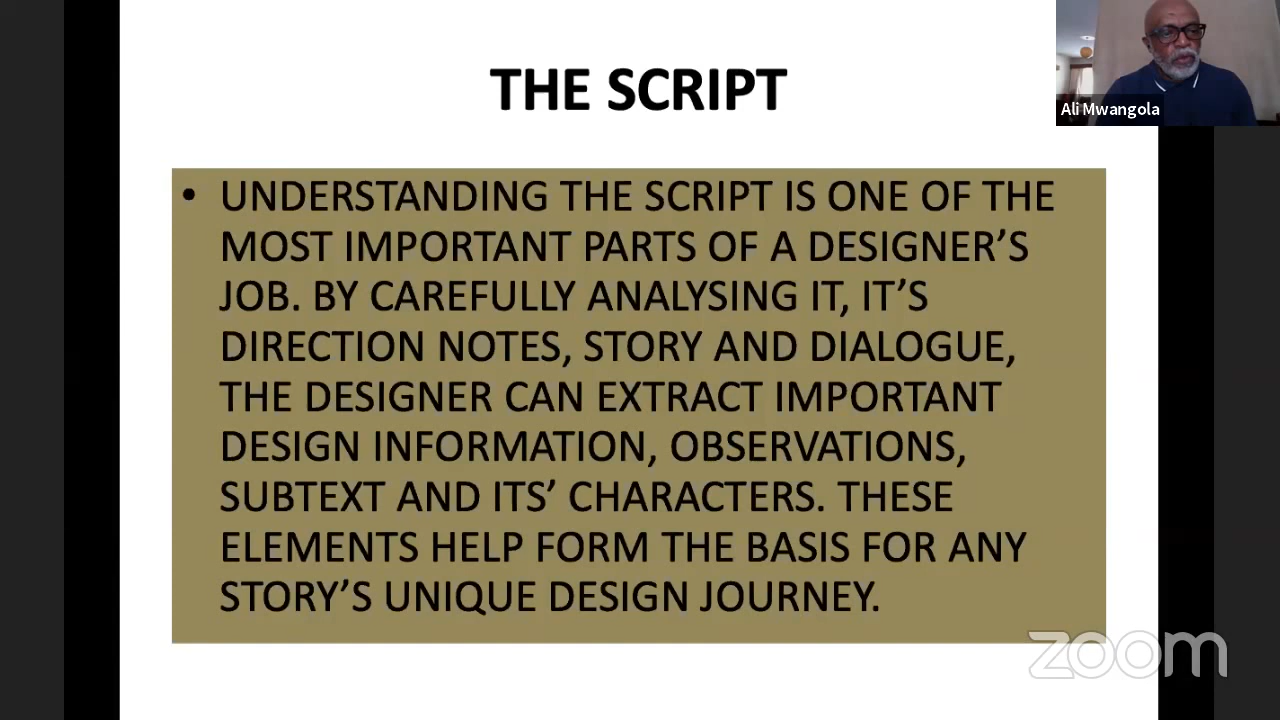 THE SCRIPT
Ali Mwangola
• UNDERSTANDING THE SCRIPT IS ONE OF THE
MOST IMPORTANT PARTS OF A DESIGNER’S
JOB. BY CAREFULLY ANALYSING IT, IT’S
DIRECTION NOTES, STORY AND DIALOGUE,
THE DESIGNER CAN EXTRACT IMPORTANT
DESIGN INFORMATION, OBSERVATIONS,
SUBTEXT AND ITS’ CHARACTERS. THESE
ELEMENTS HELP FORM THE BASIS FOR ANY
STORY’S UNIQUE DESIGN JOURNEY.
zoom